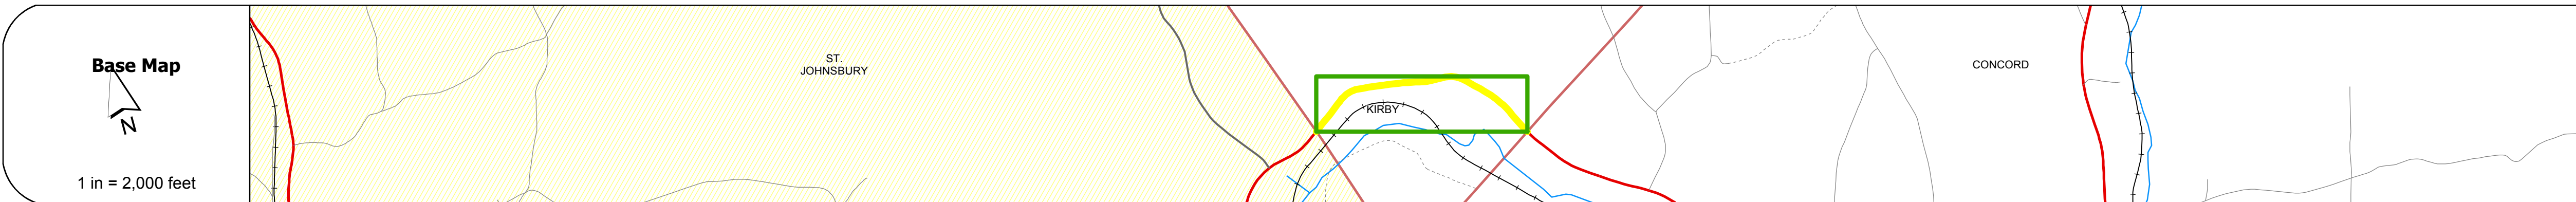 Base Map
N
1 in = 2,000 feet
ST.
JOHNSBURY
KIRBY
CONCORD